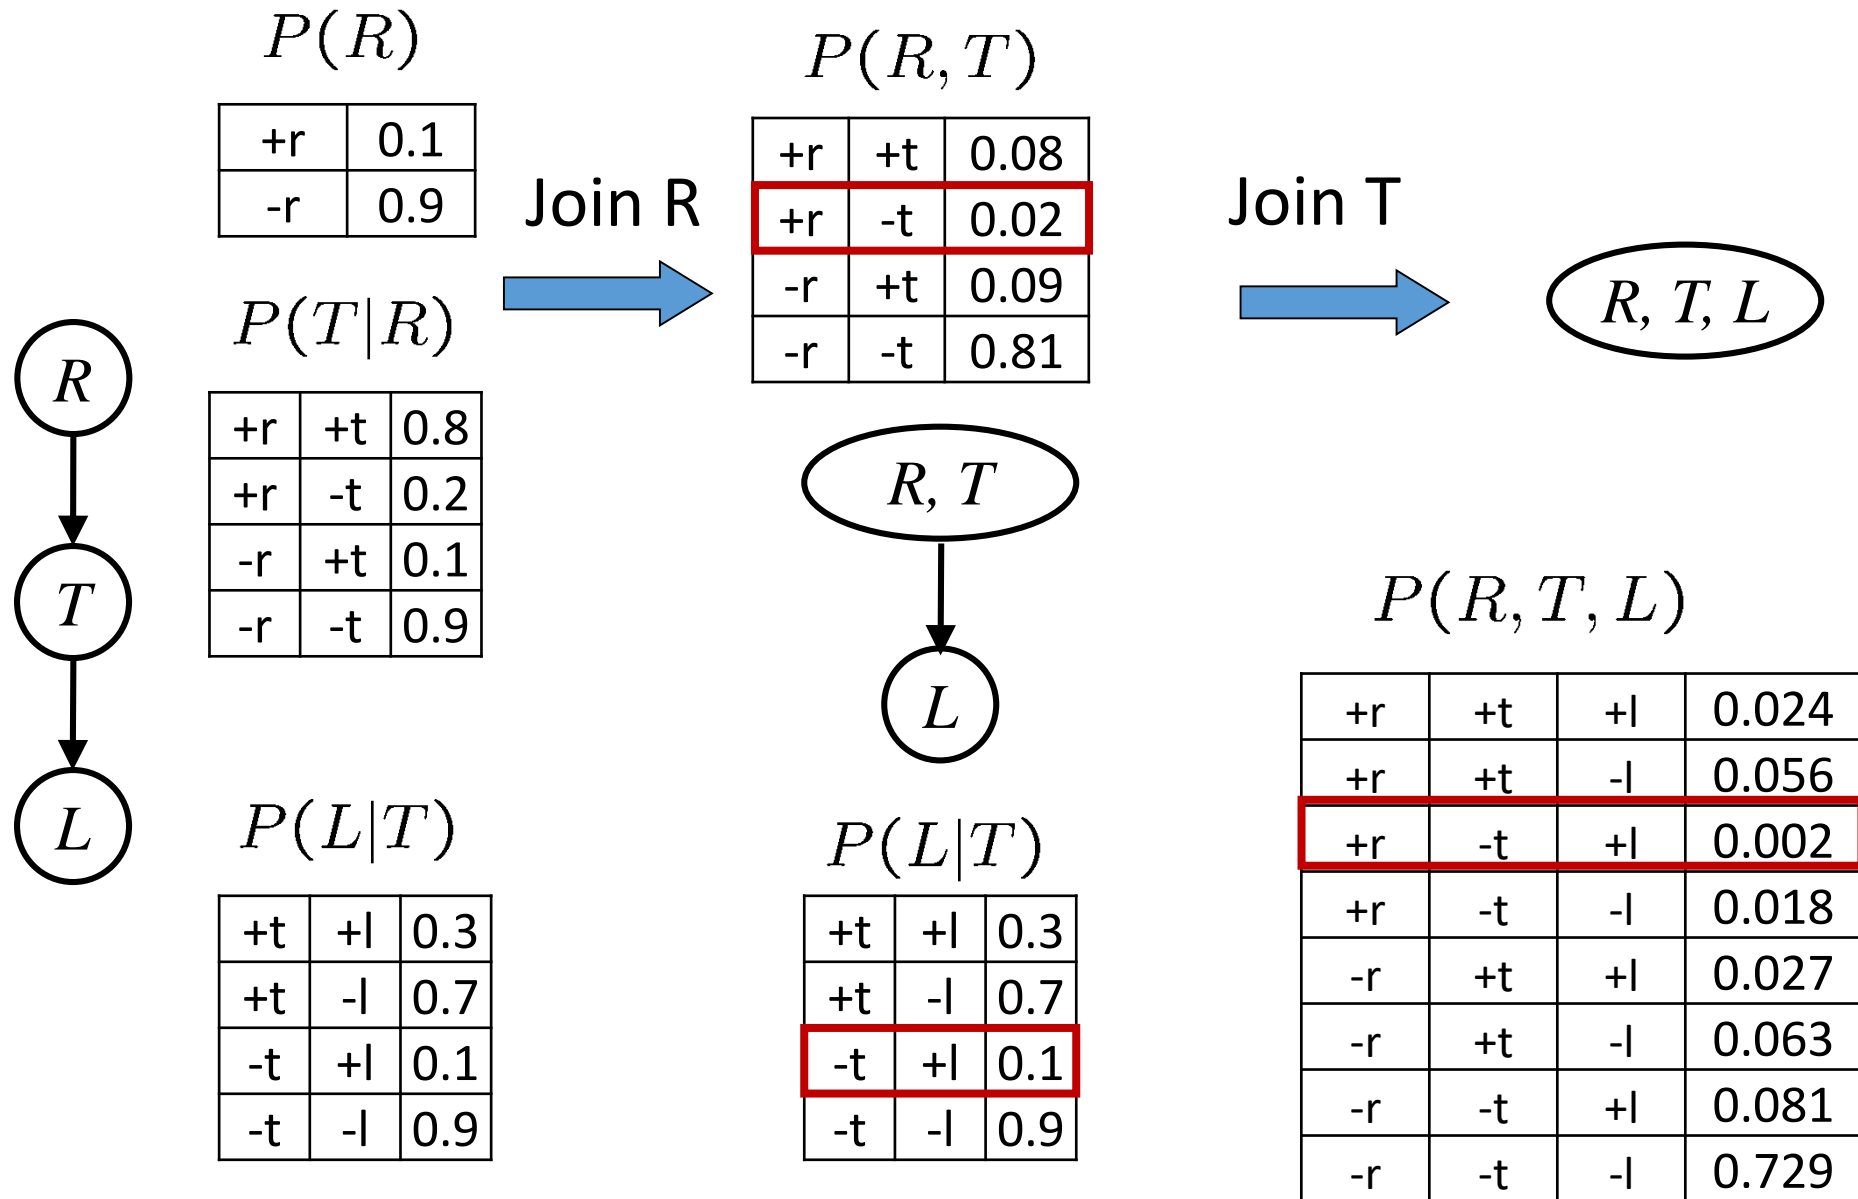 P(R)
+r 0.1
-r 0.9
P(T|R)
+r +t 0.8
+r -t 0.2
-r +t 0.1
-r -t 0.9
P(L|T)
+t +l 0.3
+t -l 0.7
-t +l 0.1
-t -l 0.9
R
T
L
Join R
P(R, T)
+r +t 0.08
+r -t 0.02
-r +t 0.09
-r -t 0.81
R, T
L
P(L|T)
+t +l 0.3
+t -l 0.7
-t +l 0.1
-t -l 0.9
Join T
R, T, L
P(R, T, L)
+r +t +l 0.024
+r +t -l 0.056
+r -t +l 0.002
+r -t -l 0.018
-r +t +l 0.027
-r +t -l 0.063
-r -t +l 0.081
-r -t -l 0.729